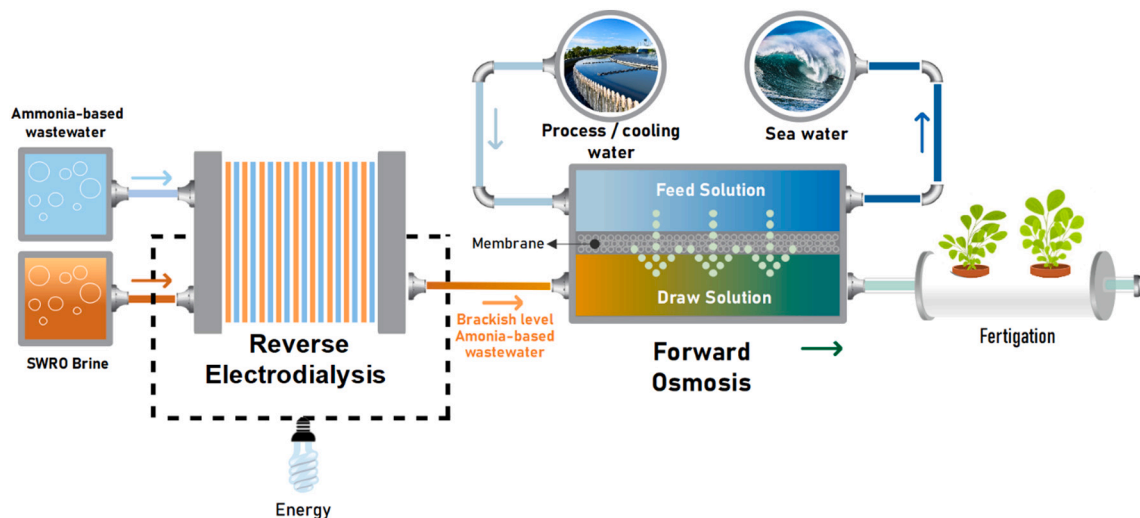 Ammonia-based
wastewater
SWRO Brine
Reverse
Electrodialysis
Energy
Brackish level
Amonia-based
wastewater
Process / cooling
water
Sea water
Feed Solution
Membrane
Draw Solution
Forward
Osmosis
Fertigation